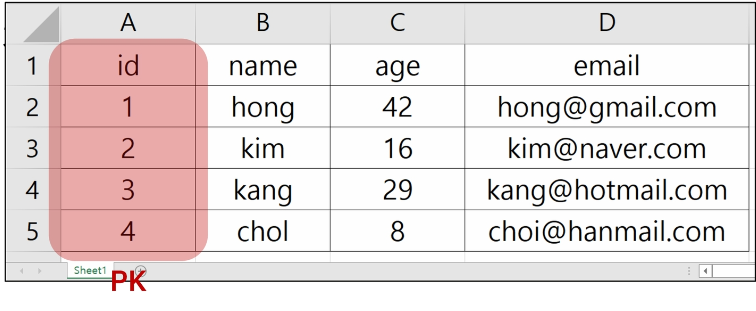 A B C D
1 id name age email
2 1 hong 42 hong@gmail.com
3 2 kim 16 kim@naver.com
4 3 kang 29 kang@hotmail.com
5 4 chol 8 choi@hanmail.com
Sheet1
PK